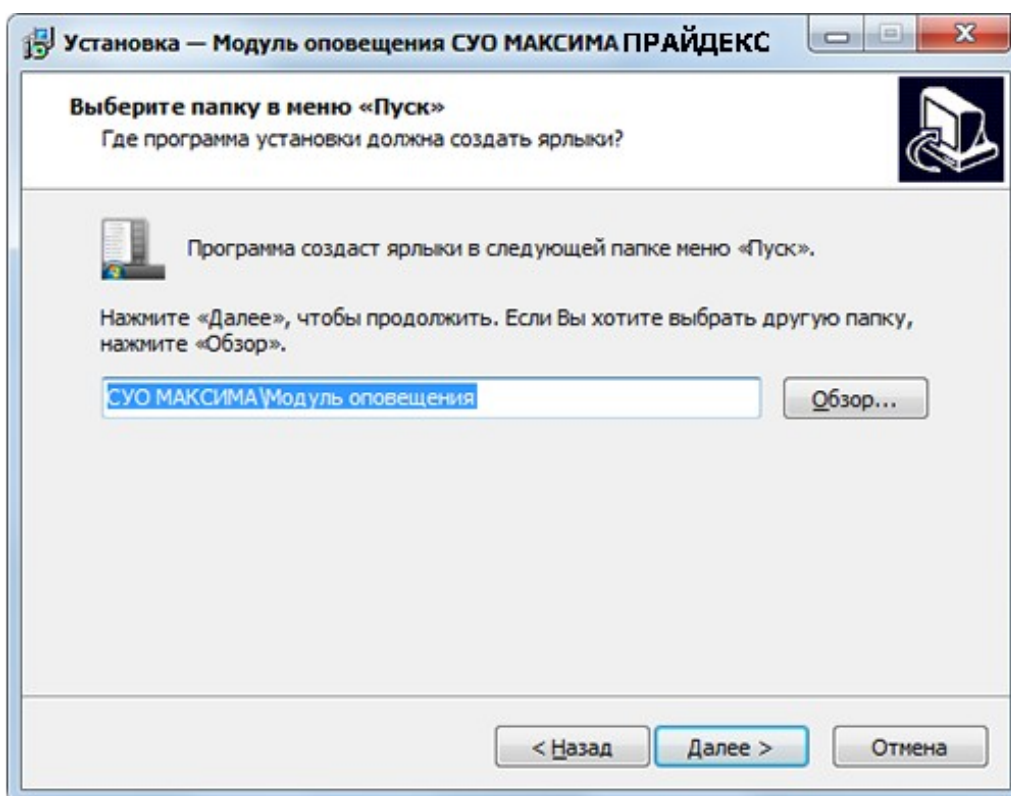 Установка — Модуль оповещения СУО МАКСИМА ПРАЙДЕКС
Выберите папку в меню «Пуск»
Где программа установки должна создать ярлыки?
Программа создаст ярлыки в следующей папке меню «Пуск».
Нажмите «Далее», чтобы продолжить. Если Вы хотите выбрать другую папку,
нажмите «Обзор».
СУО МАКСИМА\Модуль оповещения
Обзор...
< Назад
Далее >
Отмена